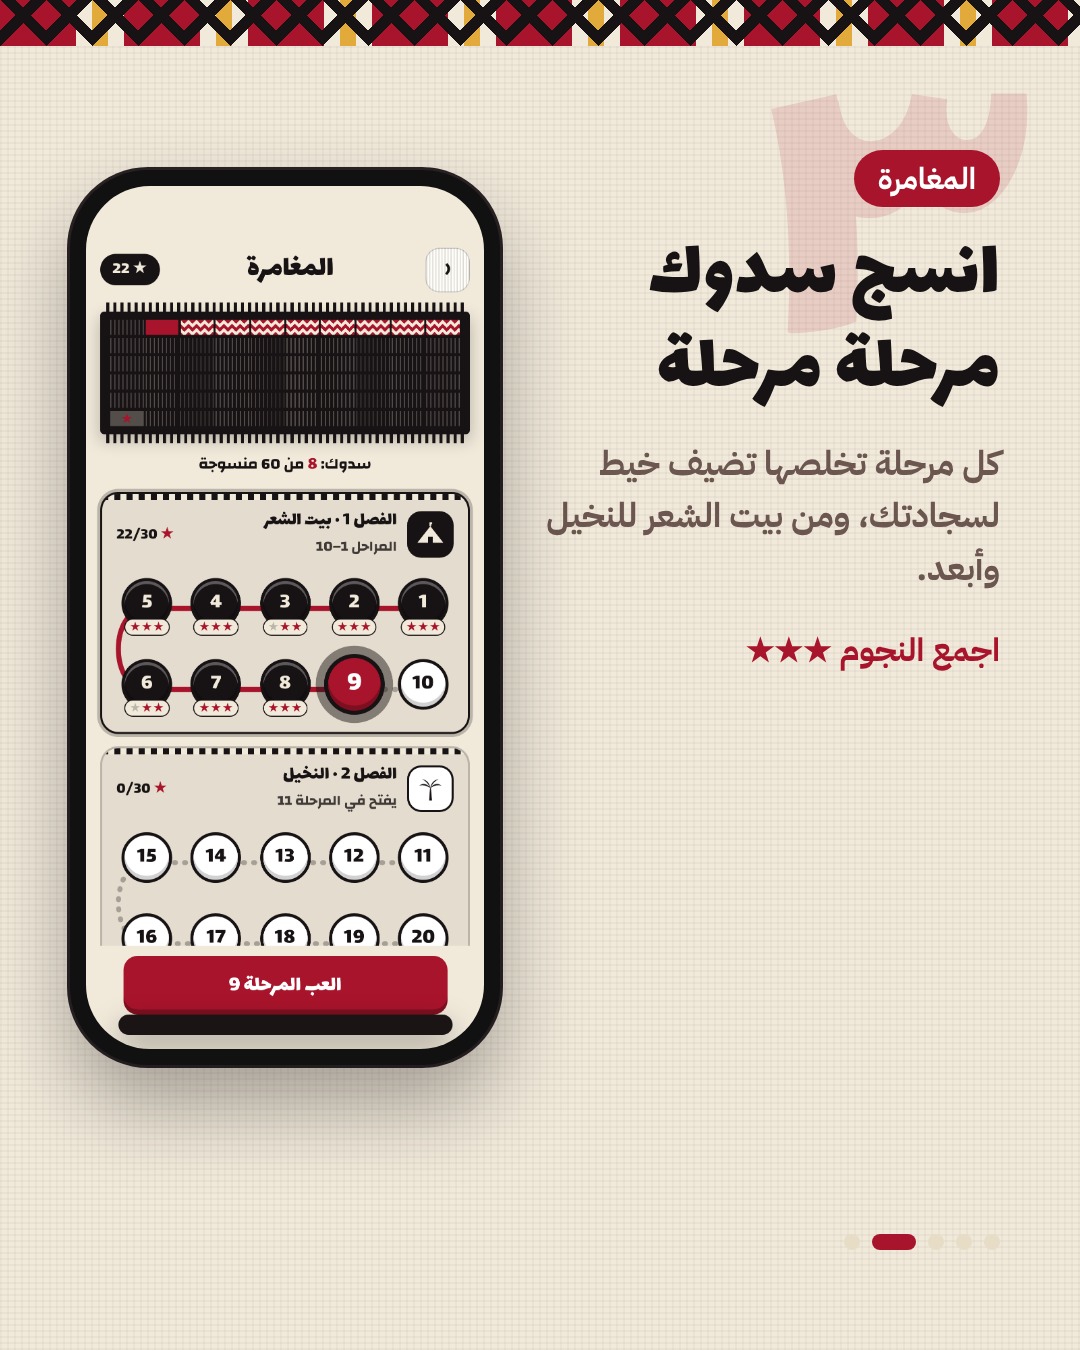 ٣
المغامرة
انسج سدوك
مرحلة مرحلة
كل مرحلة تخلصها تضيف خيط
لسجادتك، ومن بيت الشعر للنخيل
وأبعد.
اجمع النجوم ★★★
المغامرة
22 ★
سدوك: 8 من 60 منسوجة
الفصل 1 · بيت الشعر
المراحل 1–10
22/30 ★
1 2 3 4 5
6 7 8 9 10
الفصل 2 · النخيل
يفتح في المرحلة 11
0/30 ★
11 12 13 14 15
16 17 18 19 20
العب المرحلة 9